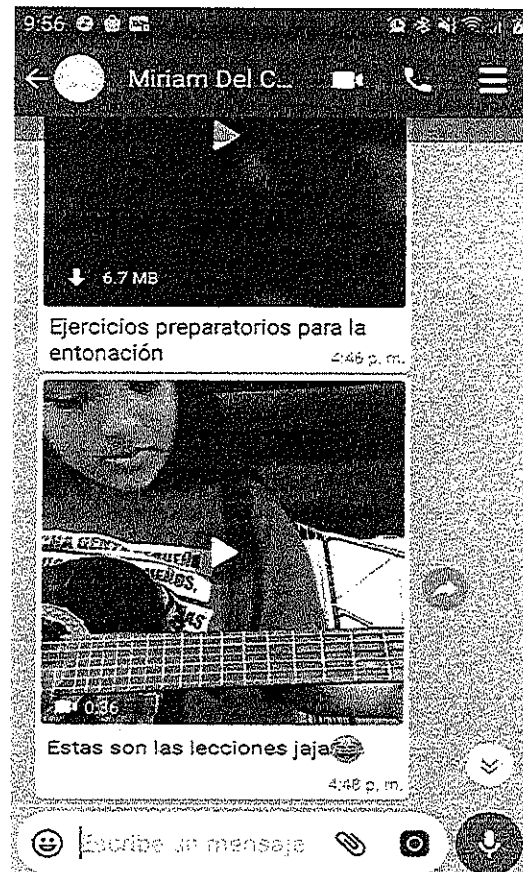 9:56
Miriam Del C...
6.7 MB
Ejercicios preparatorios para la
entonación
4:46 p. m.
0:36
Estas son las lecciones jaja
4:48 p. m.
Escribe un mensaje